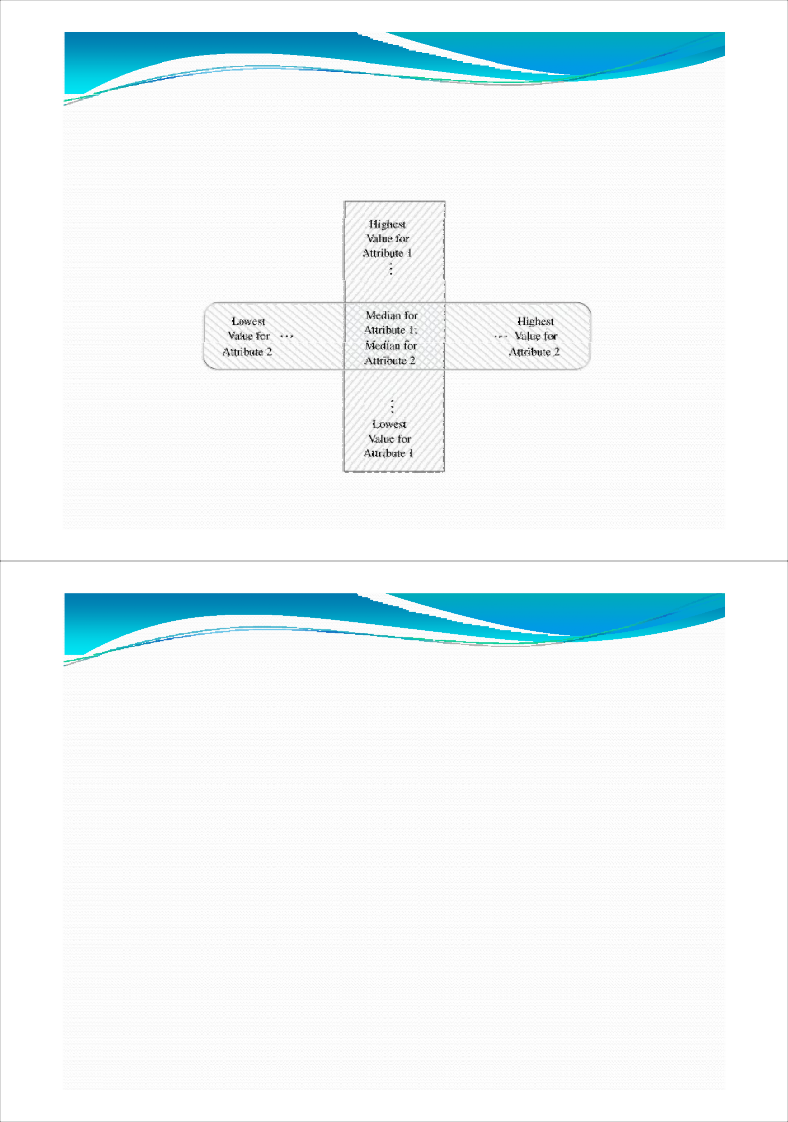 Highest
Value for
Attribute 1
⋮
Lowest
Value for ···
Attribute 2
Median for
Attribute 1;
Median for
Attribute 2
Highest
··· Value for
Attribute 2
⋮
Lowest
Value for
Attribute 1